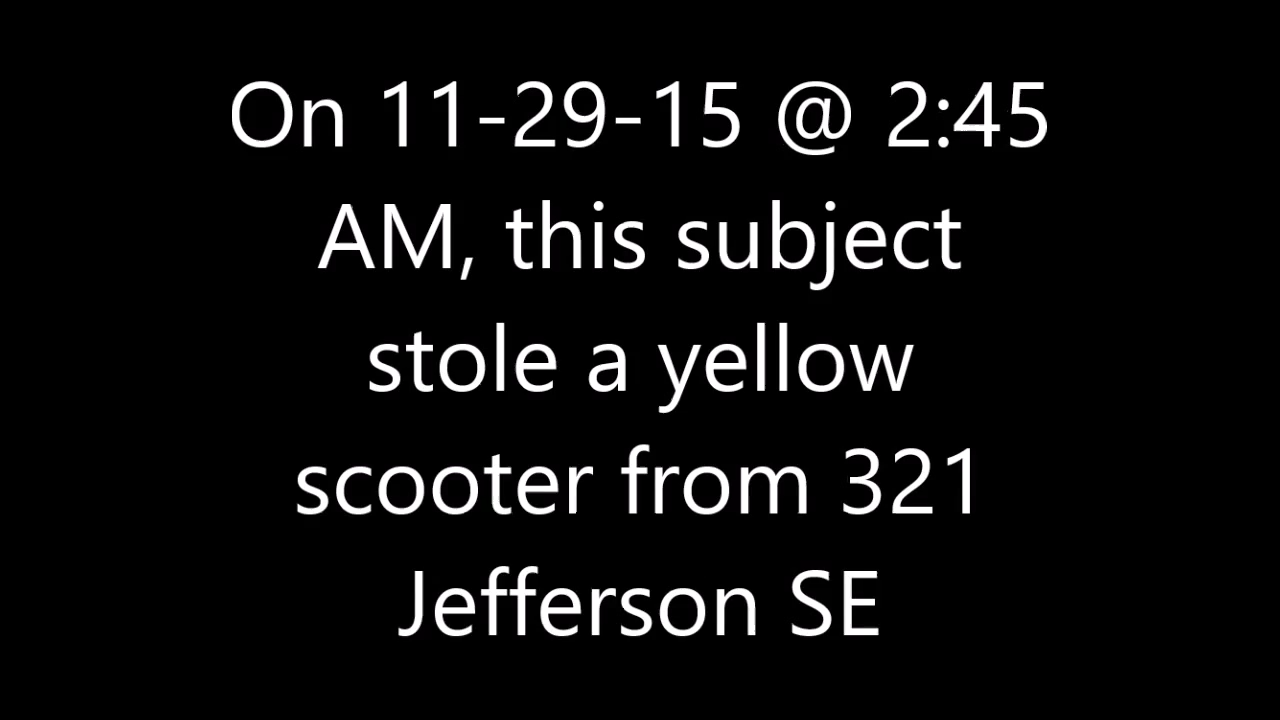 On 11-29-15 @ 2:45
AM, this subject
stole a yellow
scooter from 321
Jefferson SE